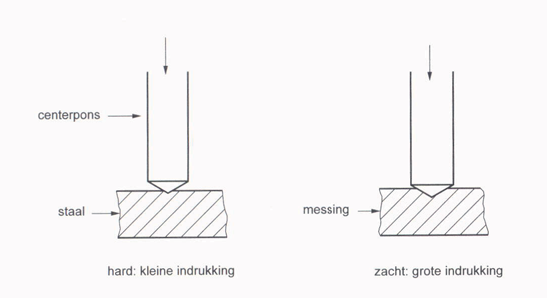 centerpons
staal
messing
hard: kleine indrukking
zacht: grote indrukking